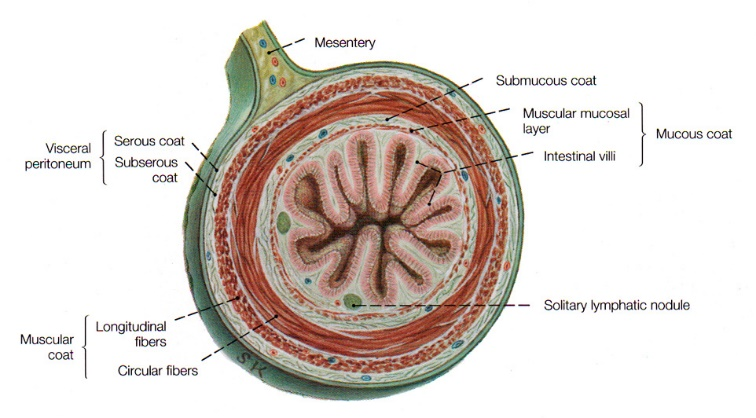 Mesentery
Submucous coat
Muscular mucosal
layer
Mucous coat
Intestinal villi
Visceral
peritoneum
Serous coat
Subserous
coat
Solitary lymphatic nodule
Muscular
coat
Longitudinal
fibers
Circular fibers
SK